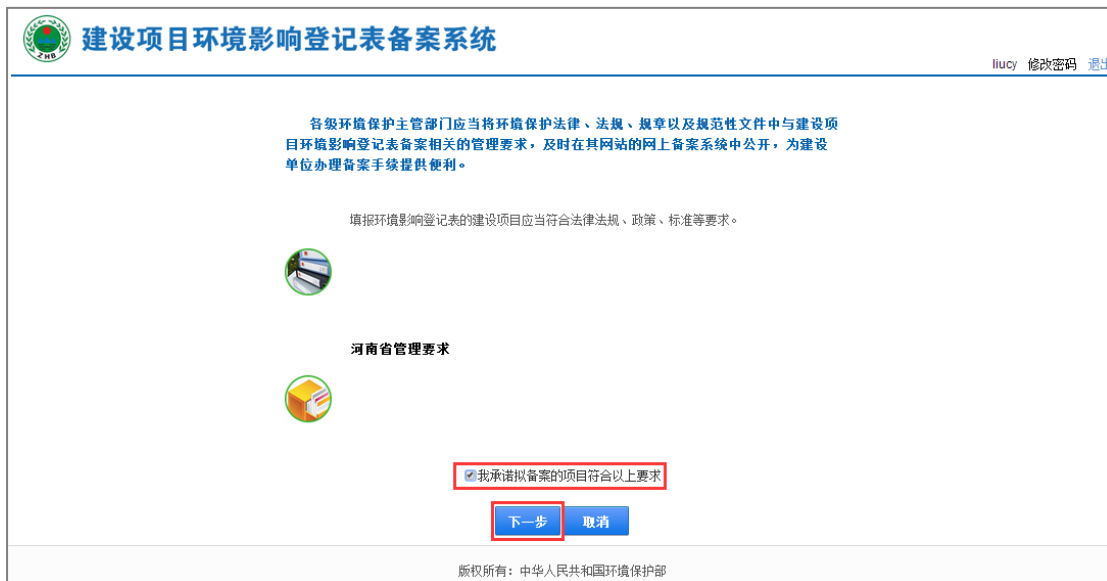 ZHB
建设项目环境影响登记表备案系统
liucy 修改密码 退出
各级环境保护主管部门应当将环境保护法律、法规、规章以及规范性文件中与建设项
目环境影响登记表备案相关的管理要求，及时在其网站的网上备案系统中公开，为建设
单位办理备案手续提供便利。
填报环境影响登记表的建设项目应当符合法律法规、政策、标准等要求。
河南省管理要求
我承诺拟备案的项目符合以上要求
下一步 取消
版权所有：中华人民共和国环境保护部